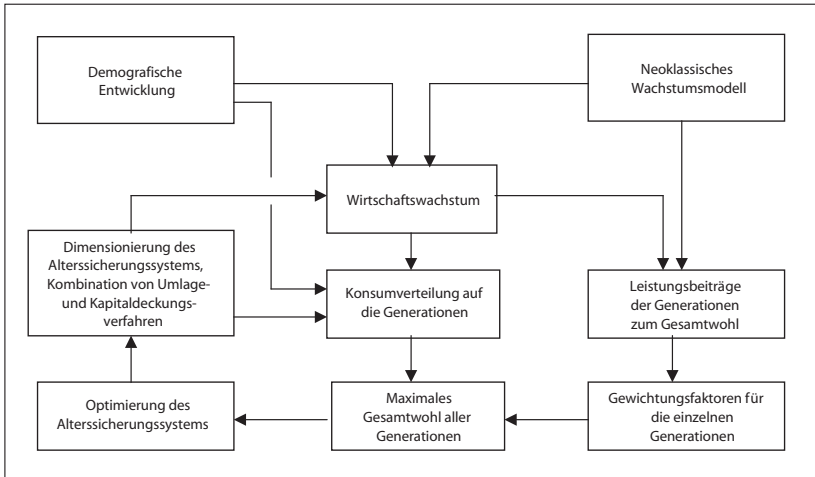 Demografische
Entwicklung
Neoklassisches
Wachstumsmodell
Wirtschaftswachstum
Dimensionierung des
Alterssicherungssystems,
Kombination von Umlage-
und Kapitaldeckungs-
verfahren
Konsumverteilung auf
die Generationen
Leistungsbeiträge
der Generationen
zum Gesamtwohl
Optimierung des
Alterssicherungssystems
Maximales
Gesamtwohl aller
Generationen
Gewichtungsfaktoren für
die einzelnen
Generationen